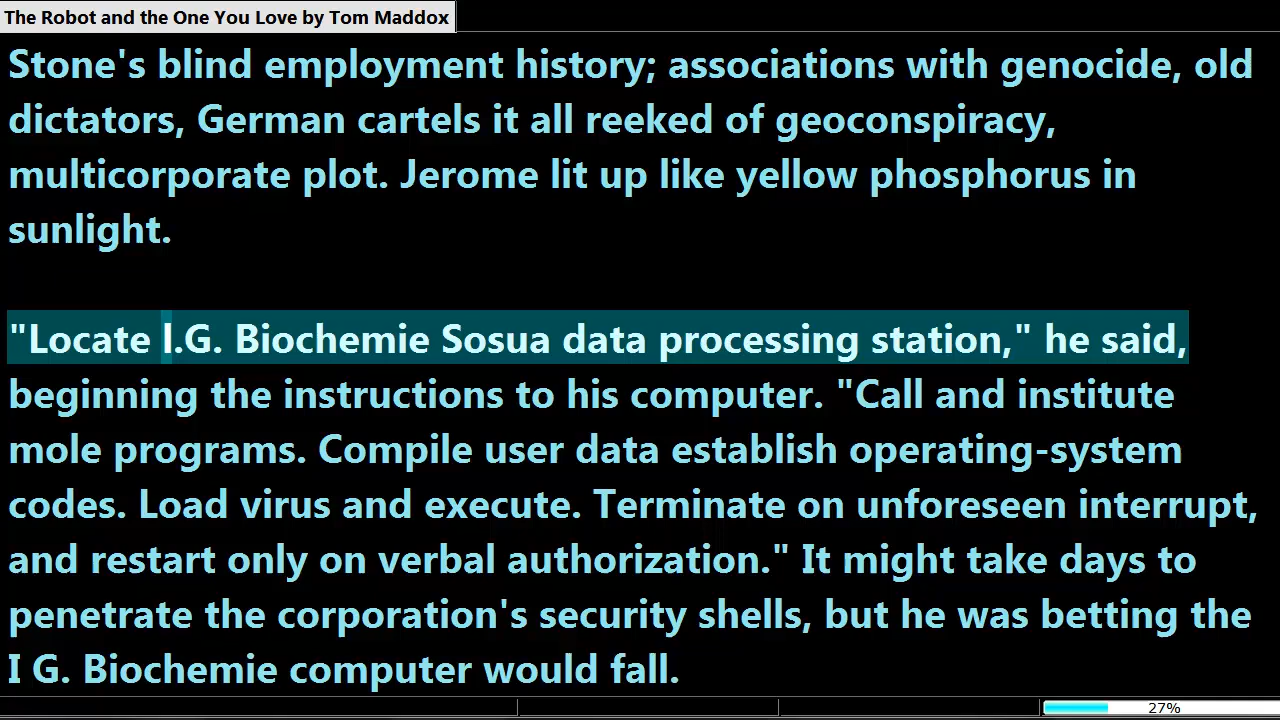 The Robot and the One You Love by Tom Maddox
Stone's blind employment history; associations with genocide, old
dictators, German cartels it all reeked of geoconspiracy,
multicorporate plot. Jerome lit up like yellow phosphorus in
sunlight.
"Locate I.G. Biochemie Sosua data processing station," he said,
beginning the instructions to his computer. "Call and institute
mole programs. Compile user data establish operating-system
codes. Load virus and execute. Terminate on unforeseen interrupt,
and restart only on verbal authorization." It might take days to
penetrate the corporation's security shells, but he was betting the
I G. Biochemie computer would fall.
27%